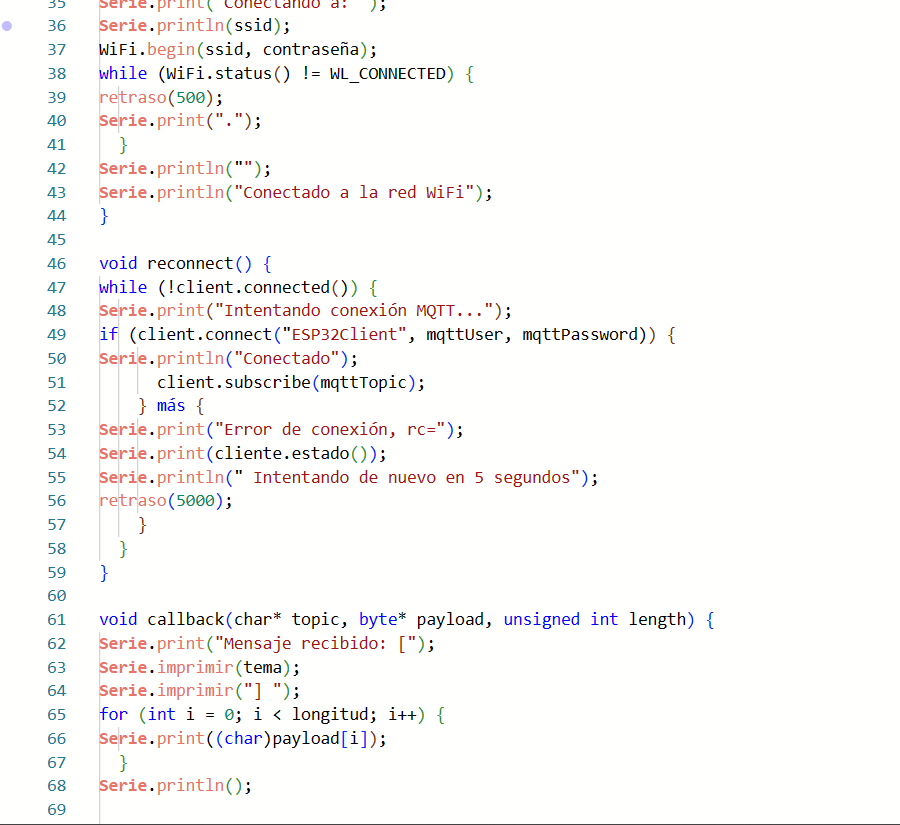 35 Serie.print("Conectando a: ");
36 Serie.println(ssid);
37 WiFi.begin(ssid, contraseña);
38 while (WiFi.status() != WL_CONNECTED) {
39 retraso(500);
40 Serie.print(".");
41 }
42 Serie.println("");
43 Serie.println("Conectado a la red WiFi");
44 }
45
46 void reconnect() {
47 while (!client.connected()) {
48 Serie.print("Intentando conexión MQTT...");
49 if (client.connect("ESP32Client", mqttUser, mqttPassword)) {
50 Serie.println("Conectado");
51 client.subscribe(mqttTopic);
52 } más {
53 Serie.print("Error de conexión, rc=");
54 Serie.print(cliente.estado());
55 Serie.println(" Intentando de nuevo en 5 segundos");
56 retraso(5000);
57 }
58 }
59 }
60
61 void callback(char* topic, byte* payload, unsigned int length) {
62 Serie.print("Mensaje recibido: [");
63 Serie.imprimir(tema);
64 Serie.imprimir("] ");
65 for (int i = 0; i < longitud; i++) {
66 Serie.print((char)payload[i]);
67 }
68 Serie.println();
69